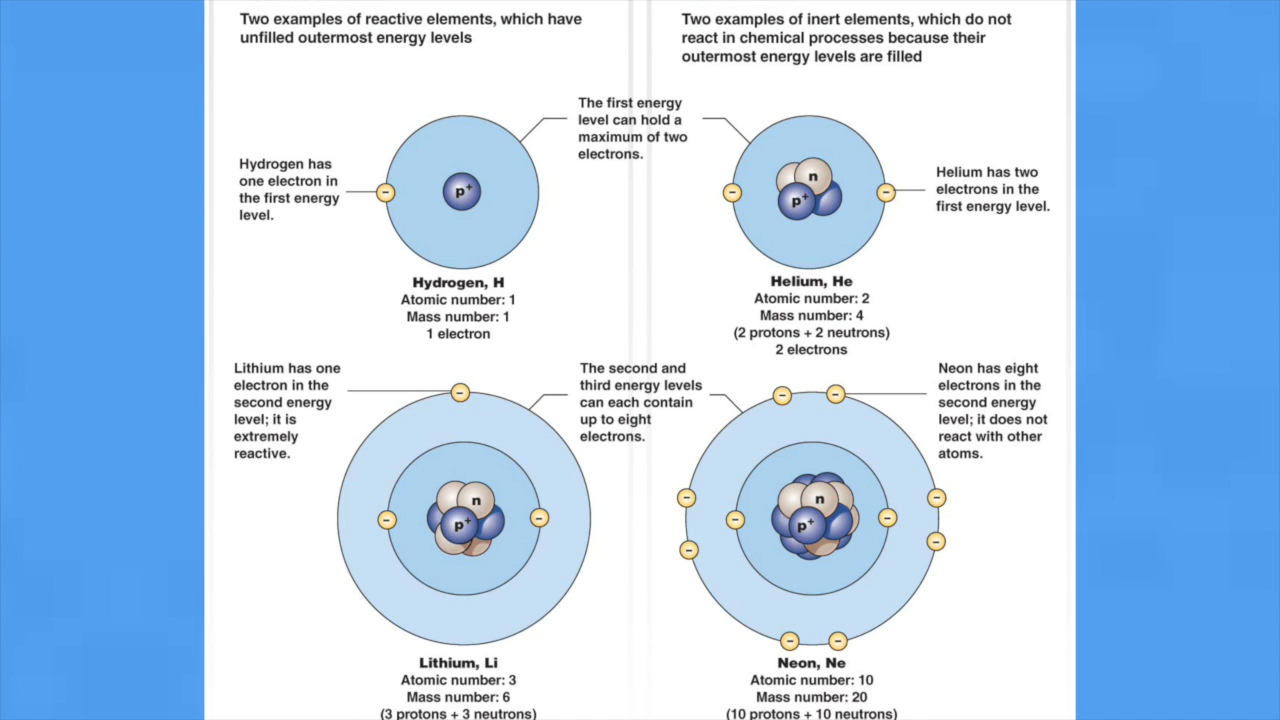 Two examples of reactive elements, which have
unfilled outermost energy levels
Two examples of inert elements, which do not
react in chemical processes because their
outermost energy levels are filled
The first energy
level can hold a
maximum of two
electrons.
Hydrogen has
one electron in
the first energy
level.
−
p+
−
n
p+
−
Helium has two
electrons in the
first energy level.
Hydrogen, H
Atomic number: 1
Mass number: 1
1 electron
Helium, He
Atomic number: 2
Mass number: 4
(2 protons + 2 neutrons)
2 electrons
Lithium has one
electron in the
second energy
level; it is
extremely
reactive.
The second and
third energy levels
can each contain
up to eight
electrons.
Neon has eight
electrons in the
second energy
level; it does not
react with other
atoms.
−
−
n
p+
−
−
−
−
−
−
n
p+
−
−
−
−
−
−
Lithium, Li
Atomic number: 3
Mass number: 6
(3 protons + 3 neutrons)
Neon, Ne
Atomic number: 10
Mass number: 20
(10 protons + 10 neutrons)